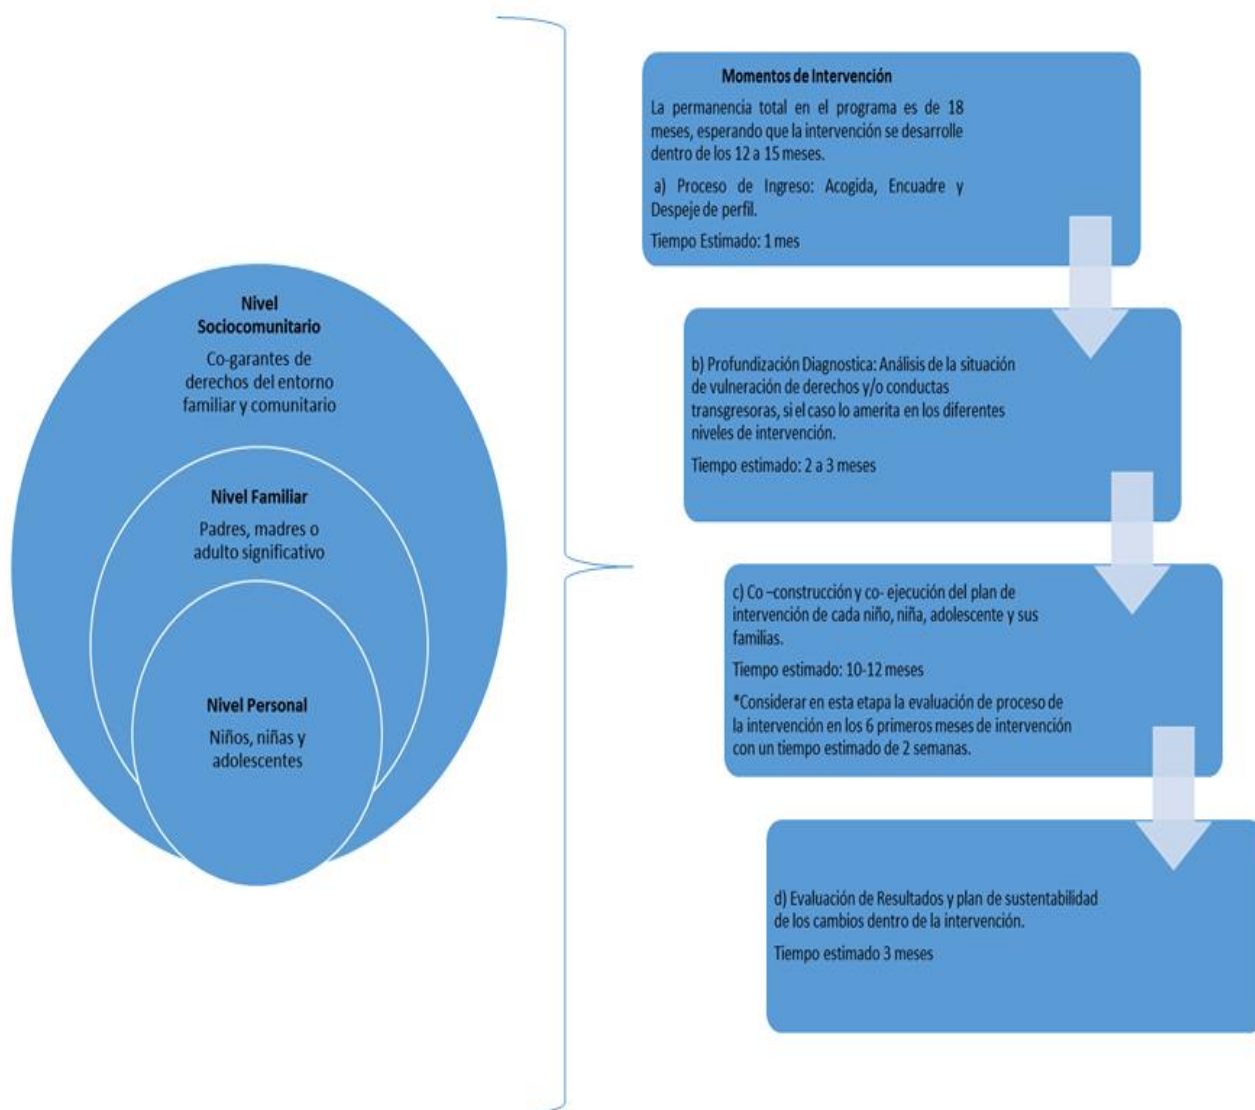 Nivel
Sociocomunitario
Co-garantes de
derechos del entorno
familiar y comunitario
Nivel Familiar
Padres, madres o
adulto significativo
Nivel Personal
Niños, niñas y
adolescentes
Momentos de Intervención
La permanencia total en el programa es de 18
meses, esperando que la intervención se desarrolle
dentro de los 12 a 15 meses.
a) Proceso de Ingreso: Acogida, Encuadre y
Despeje de perfil.
Tiempo Estimado: 1 mes
b) Profundización Diagnostica: Análisis de la situación
de vulneración de derechos y/o conductas
transgresoras, si el caso lo amerita en los diferentes
niveles de intervención.
Tiempo estimado: 2 a 3 meses
c) Co –construcción y co- ejecución del plan de
intervención de cada niño, niña, adolescente y sus
familias.
Tiempo estimado: 10-12 meses
*Considerar en esta etapa la evaluación de proceso de
la intervención en los 6 primeros meses de intervención
con un tiempo estimado de 2 semanas.
d) Evaluación de Resultados y plan de sustentabilidad
de los cambios dentro de la intervención.
Tiempo estimado 3 meses